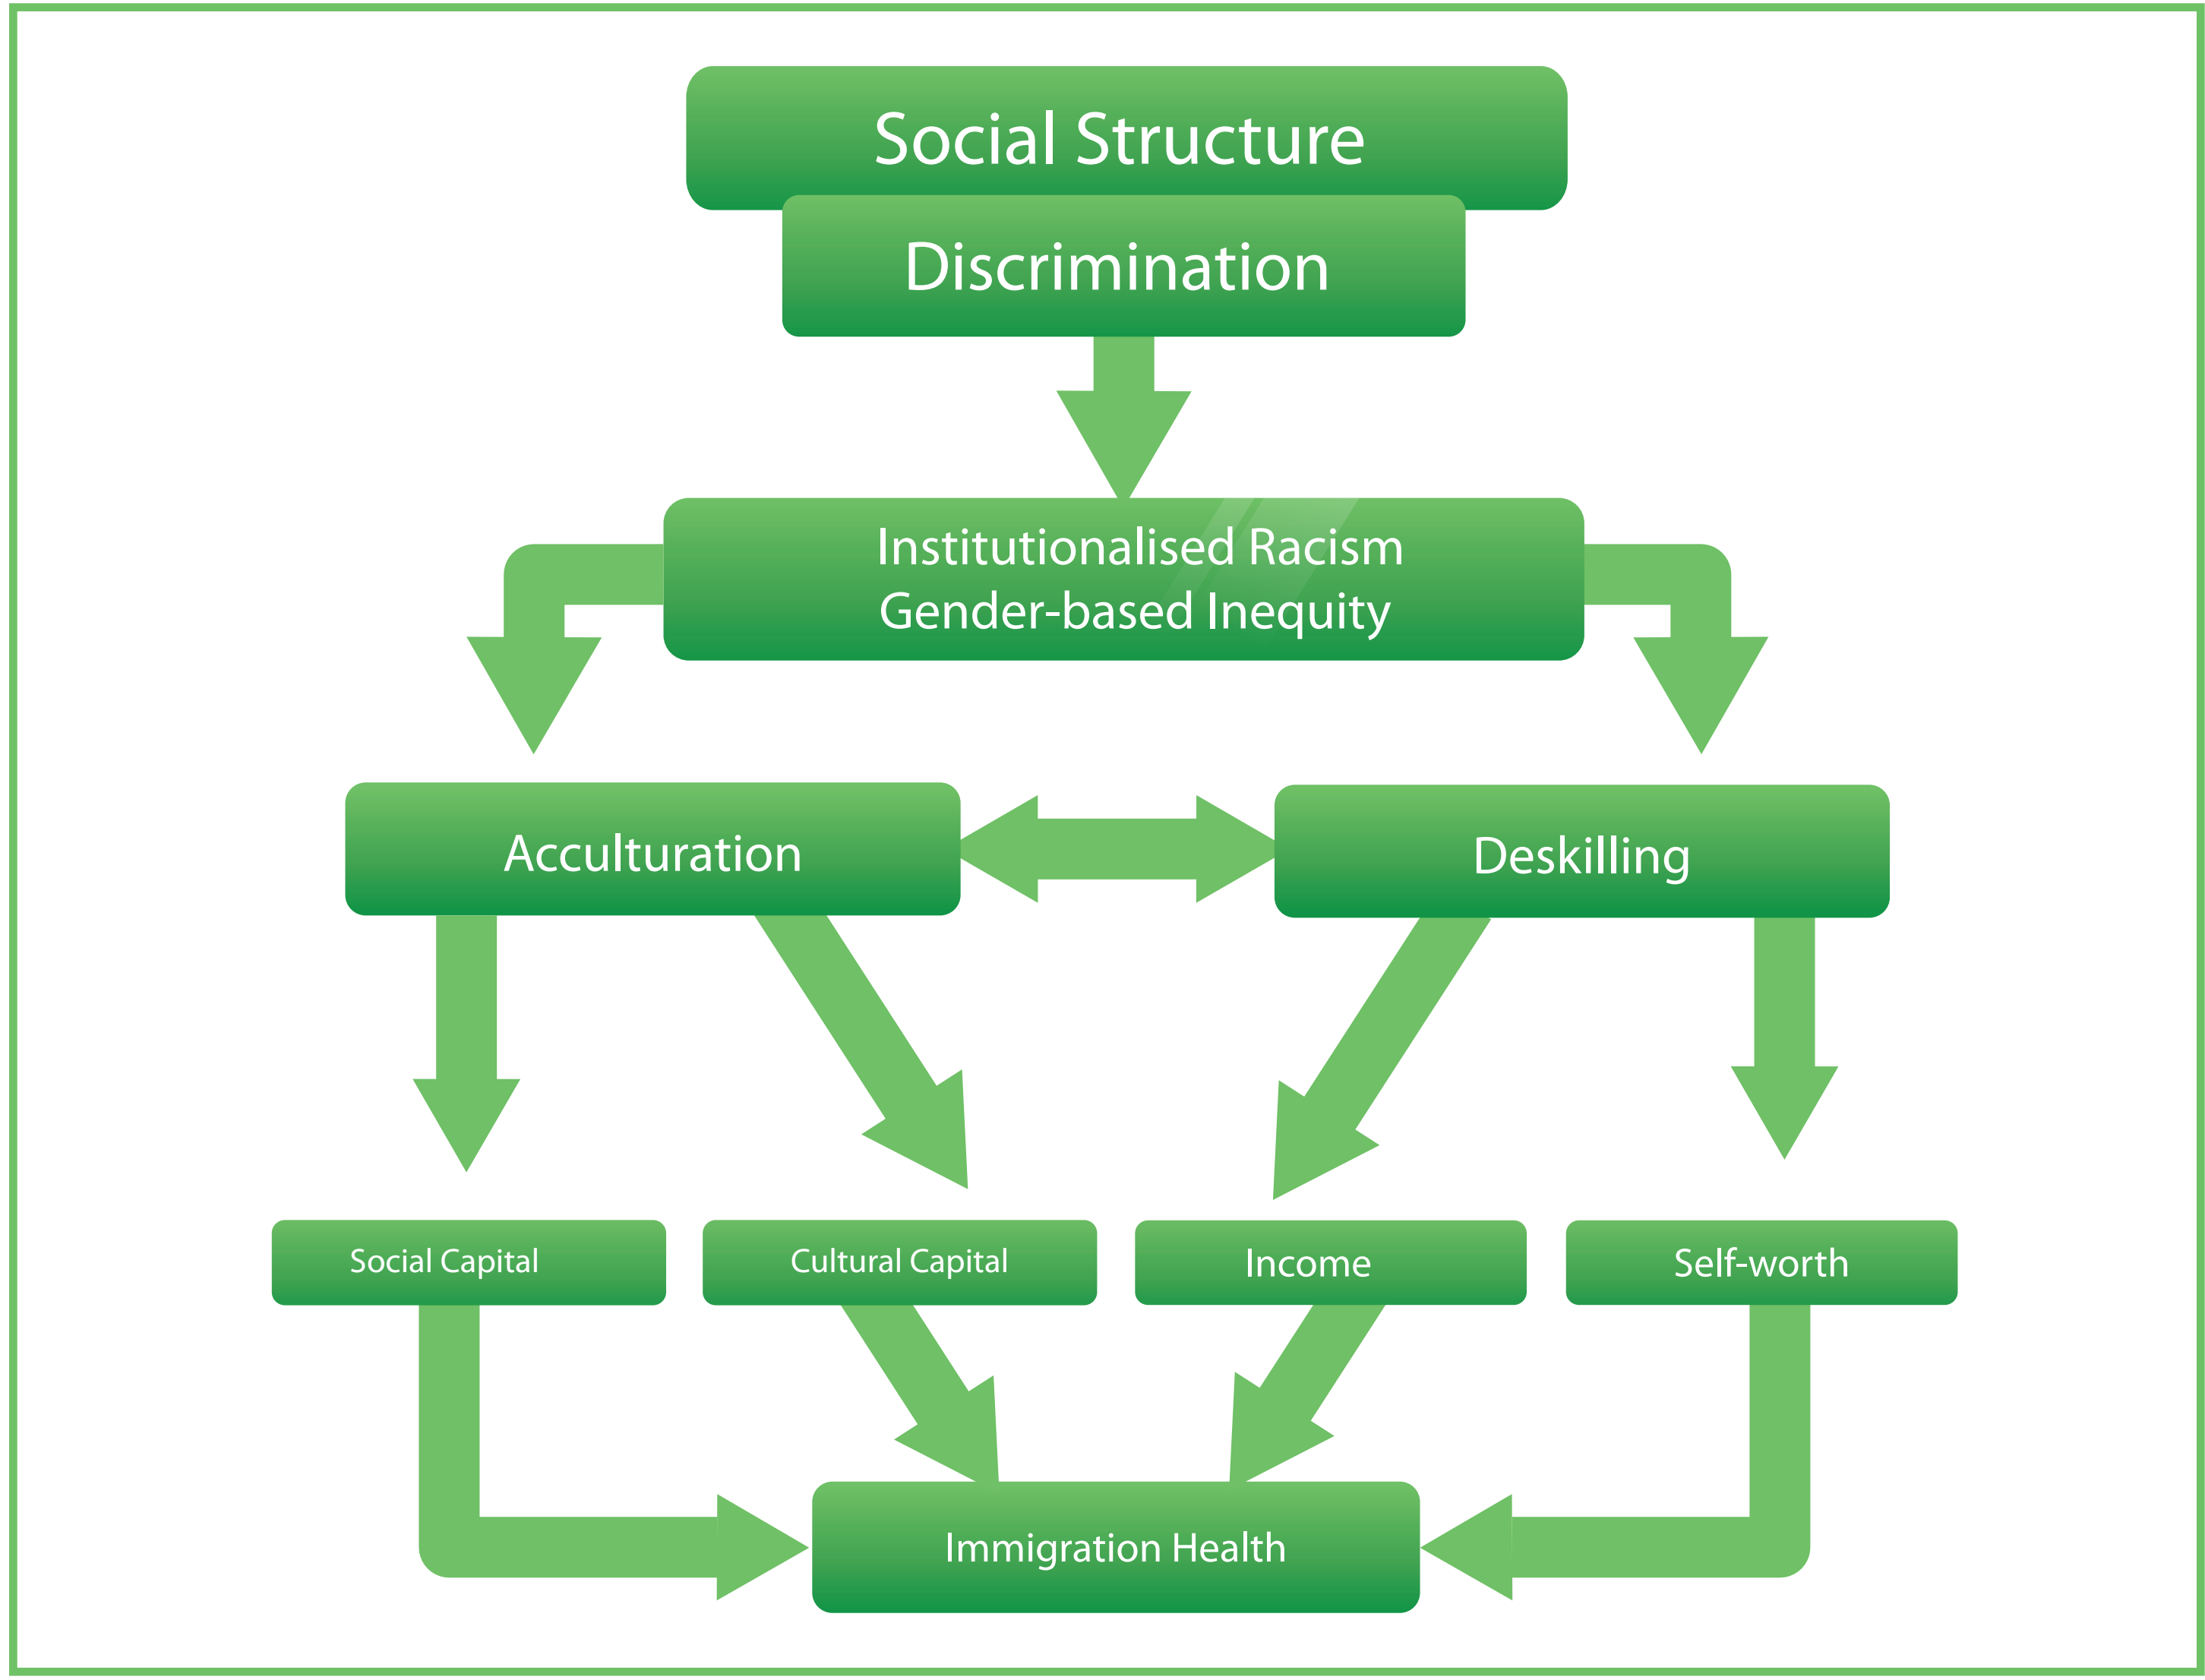 Social Structure
Discrimination
Institutionalised Racism
Gender-based Inequity
Acculturation
Deskilling
Social Capital
Cultural Capital
Income
Self-worth
Immigration Health